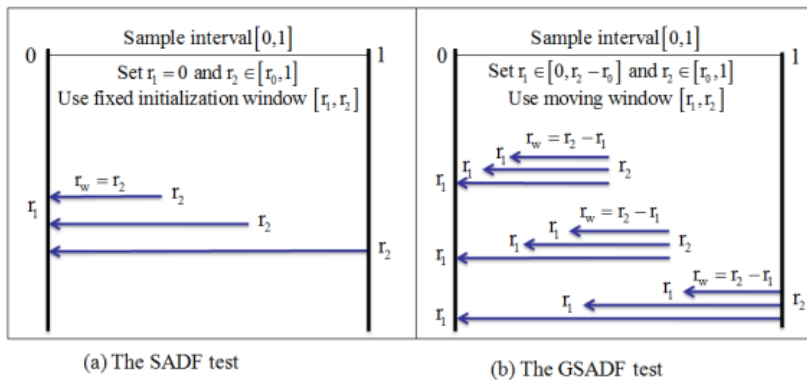 0 Sample interval[0,1] 1
Set r₁ = 0 and r₂ ∈ [r₀,1]
Use fixed initialization window [r₁,r₂]
r_w = r₂
r₂
r₁
r₂
r₂
(a) The SADF test
0 Sample interval[0,1] 1
Set r₁ ∈ [0, r₂ − r₀] and r₂ ∈ [r₀,1]
Use moving window [r₁,r₂]
r_w = r₂ − r₁
r₁
r₁ r₂
r₁
r_w = r₂ − r₁
r₁
r₁ r₂
r₁
r_w = r₂ − r₁
r₁
r₁ r₂
r₁
(b) The GSADF test